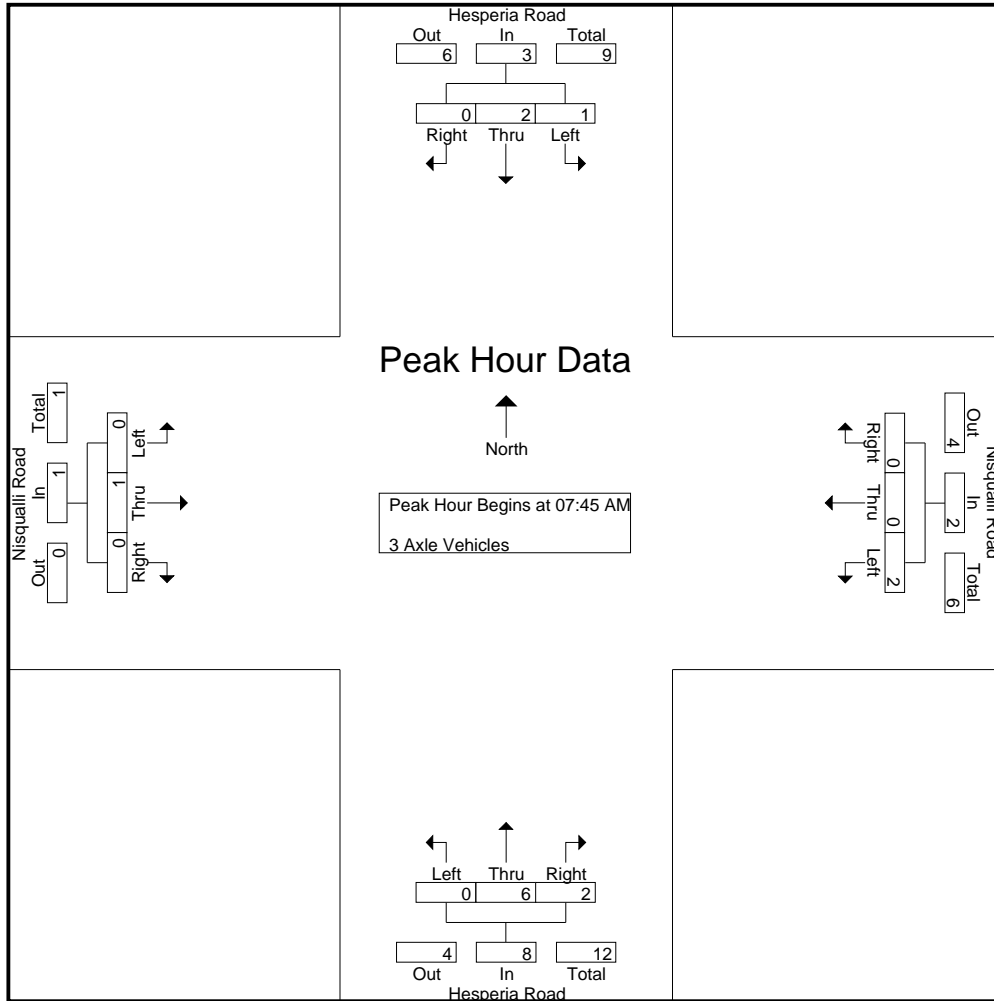 Hesperia Road
Out In Total
6 3 9
0 2 1
Right Thru Left
Peak Hour Data
North
Peak Hour Begins at 07:45 AM
3 Axle Vehicles
Nisqualli Road
Total In Out
1 1 0
0 1 0
Left Thru Right
Nisqualli Road
Out In Total
4 2 6
0 0 2
Right Thru Left
Left Thru Right
0 6 2
4 8 12
Out In Total
Hesperia Road